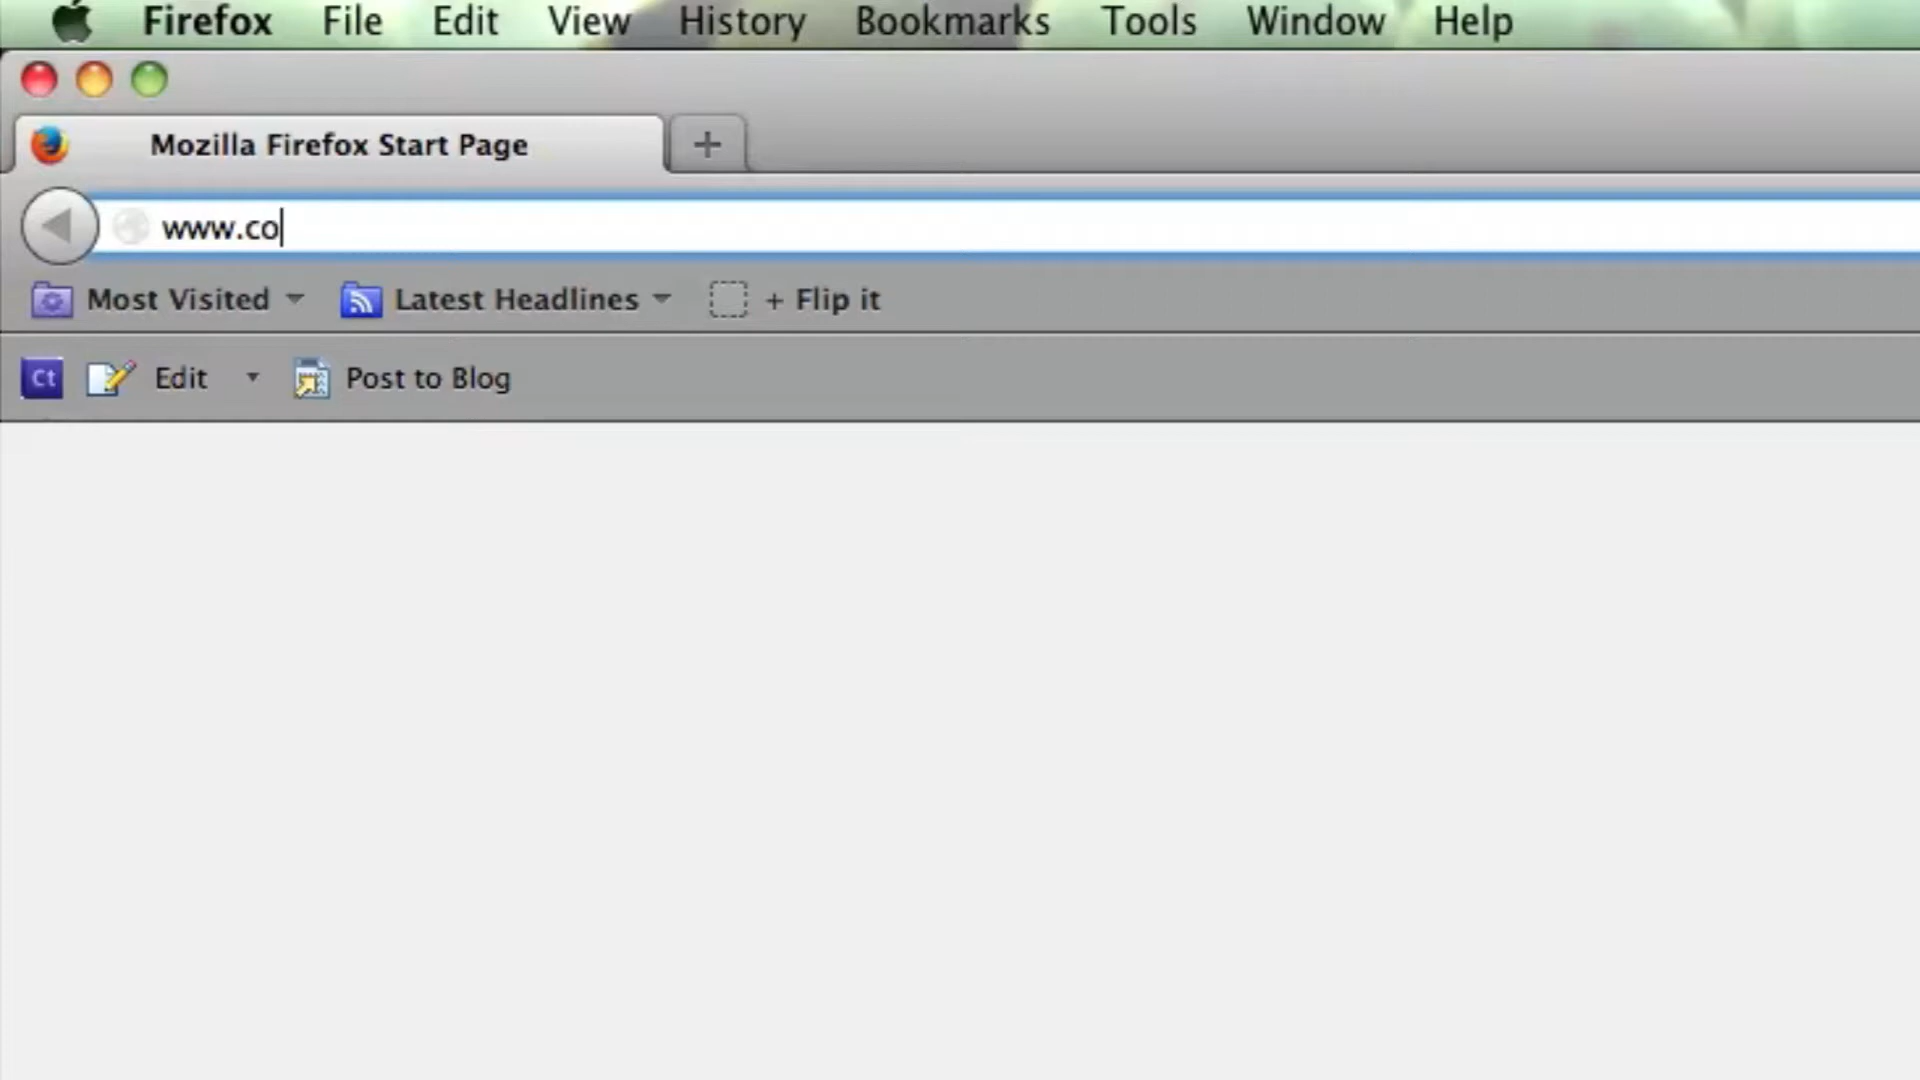 Firefox File Edit View History Bookmarks Tools Window Help
Mozilla Firefox Start Page +
www.co
Most Visited Latest Headlines + Flip it
Ct Edit Post to Blog